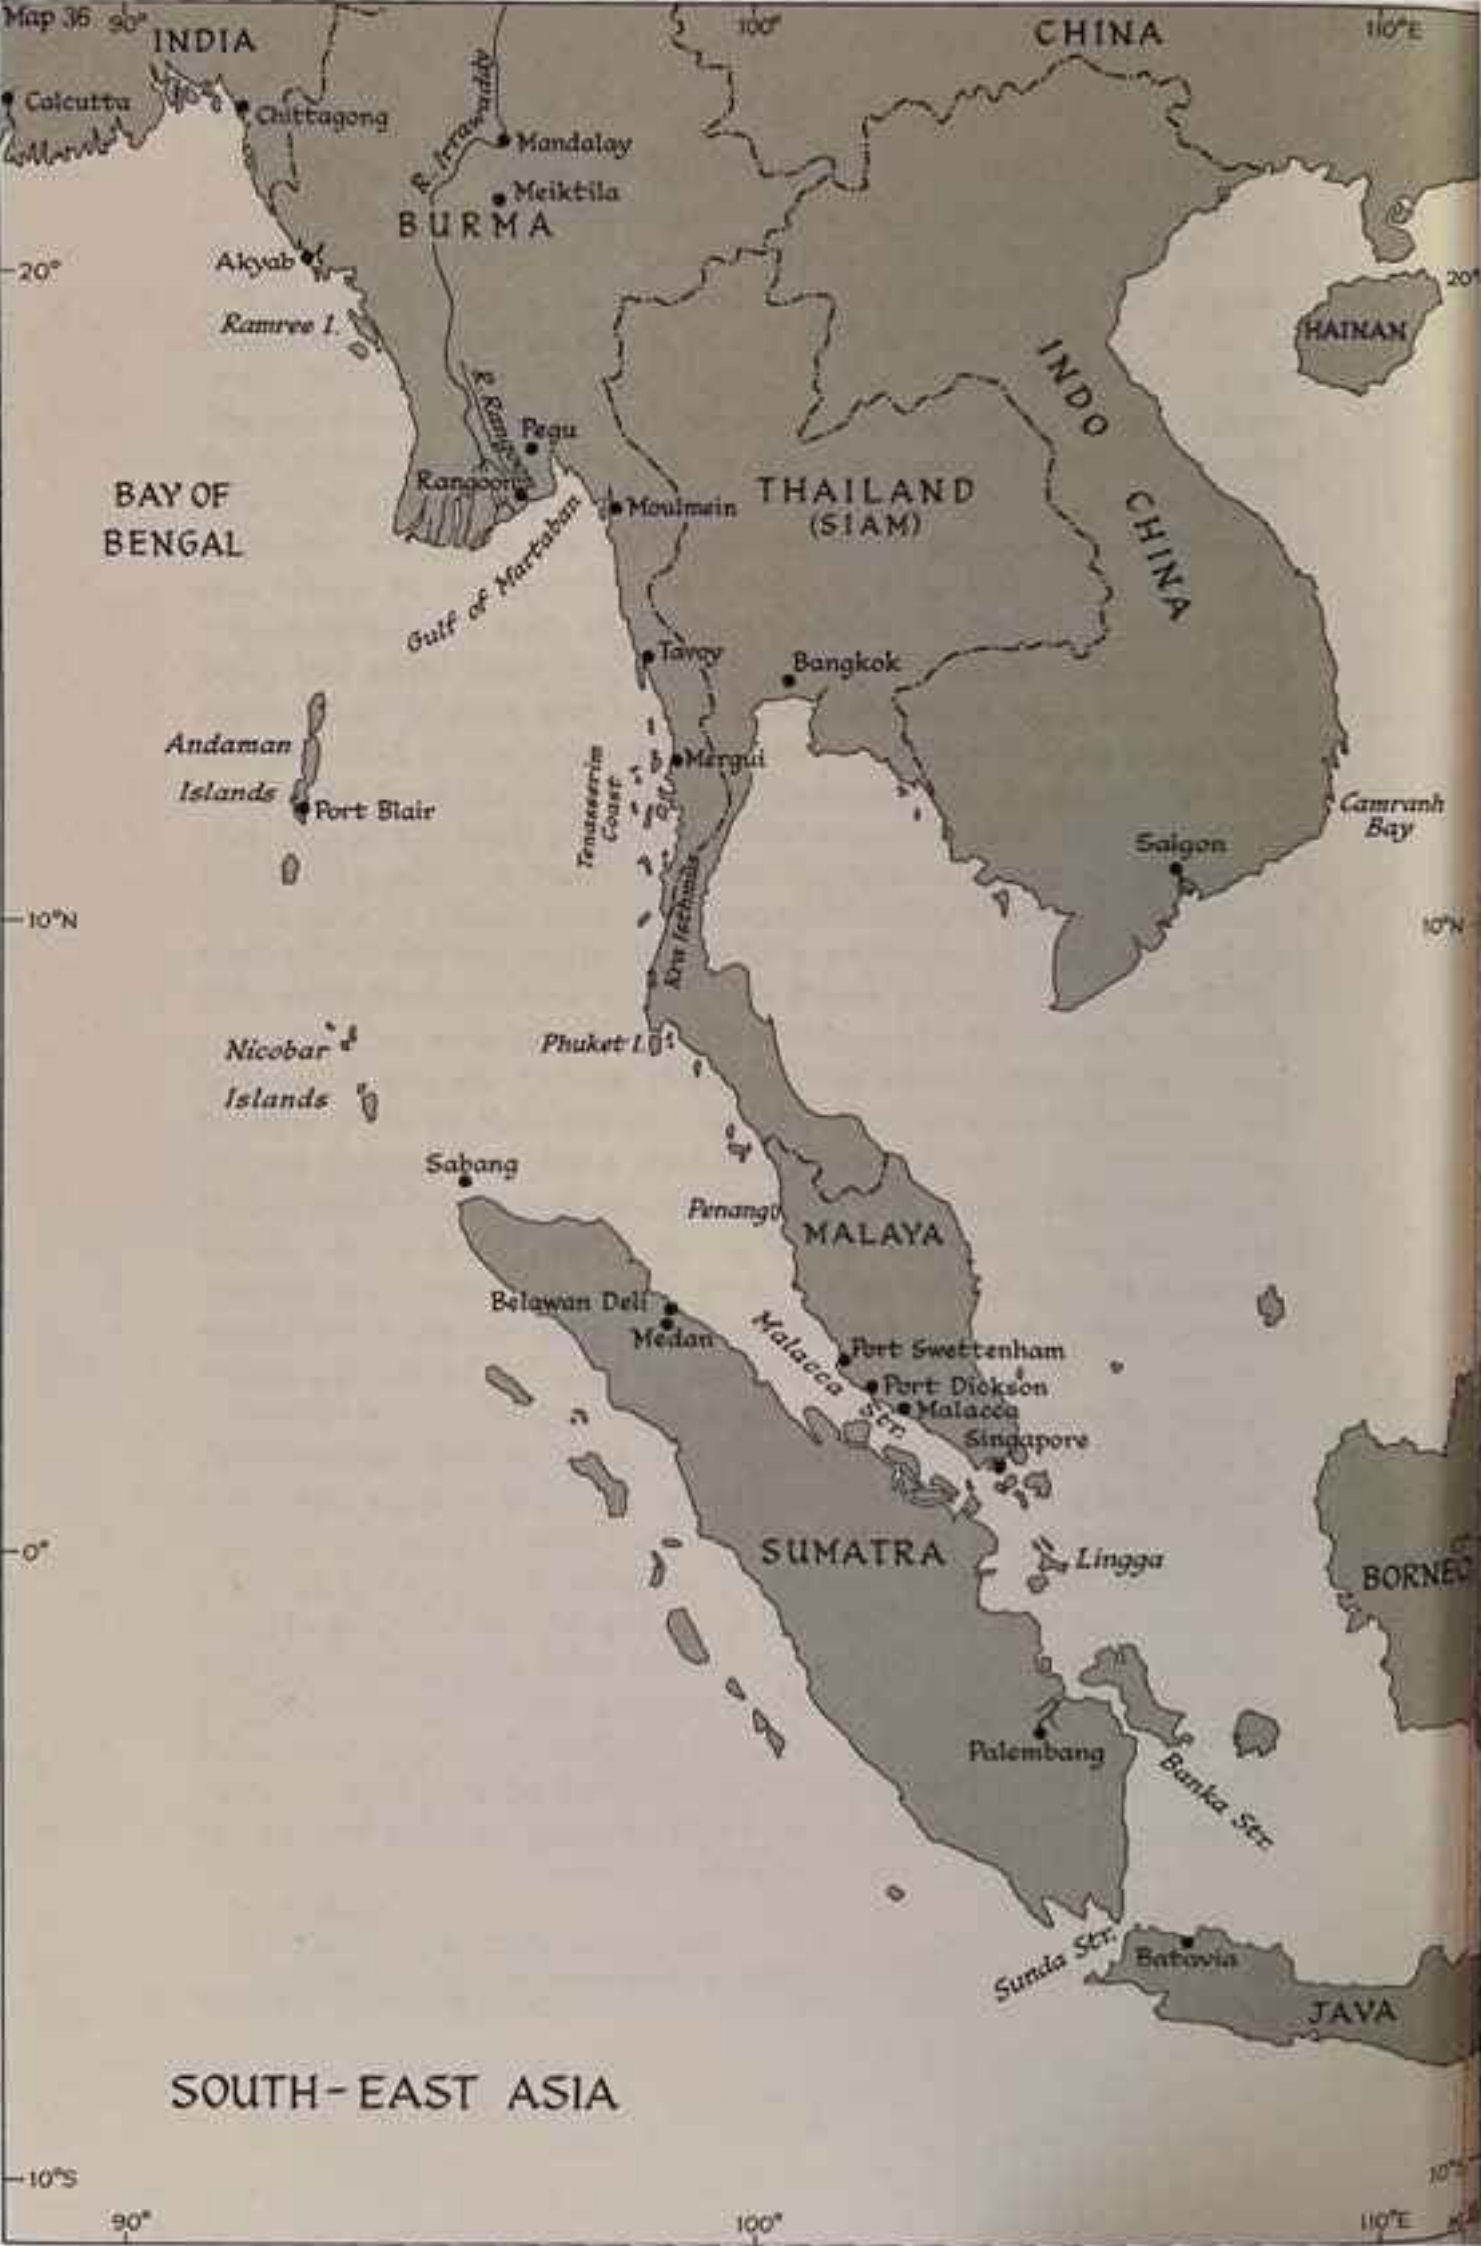 Map 36
90°
100°
110°E
INDIA
CHINA
Calcutta
Chittagong
R. Irrawaddy
Mandalay
Meiktila
BURMA
Akyab
20°
20°
Ramree I.
HAINAN
INDO
CHINA
R. Rangoon
Pegu
Rangoon
Moulmein
THAILAND
(SIAM)
BAY OF
BENGAL
Gulf of Martaban
Tavoy
Bangkok
Andaman
Islands
Port Blair
Mergui
Tenasserim
Coast
Camranh
Bay
Saigon
10°N
10°N
Kra Isthmus
Nicobar
Islands
Phuket I.
Sabang
Penang
MALAYA
Belawan Deli
Medan
Malacca
Str.
Port Swettenham
Port Dickson
Malacca
Singapore
0°
SUMATRA
Lingga
BORNEO
Palembang
Banka Str.
Sunda Str.
Batavia
JAVA
SOUTH-EAST ASIA
10°S
10°S
90°
100°
110°E